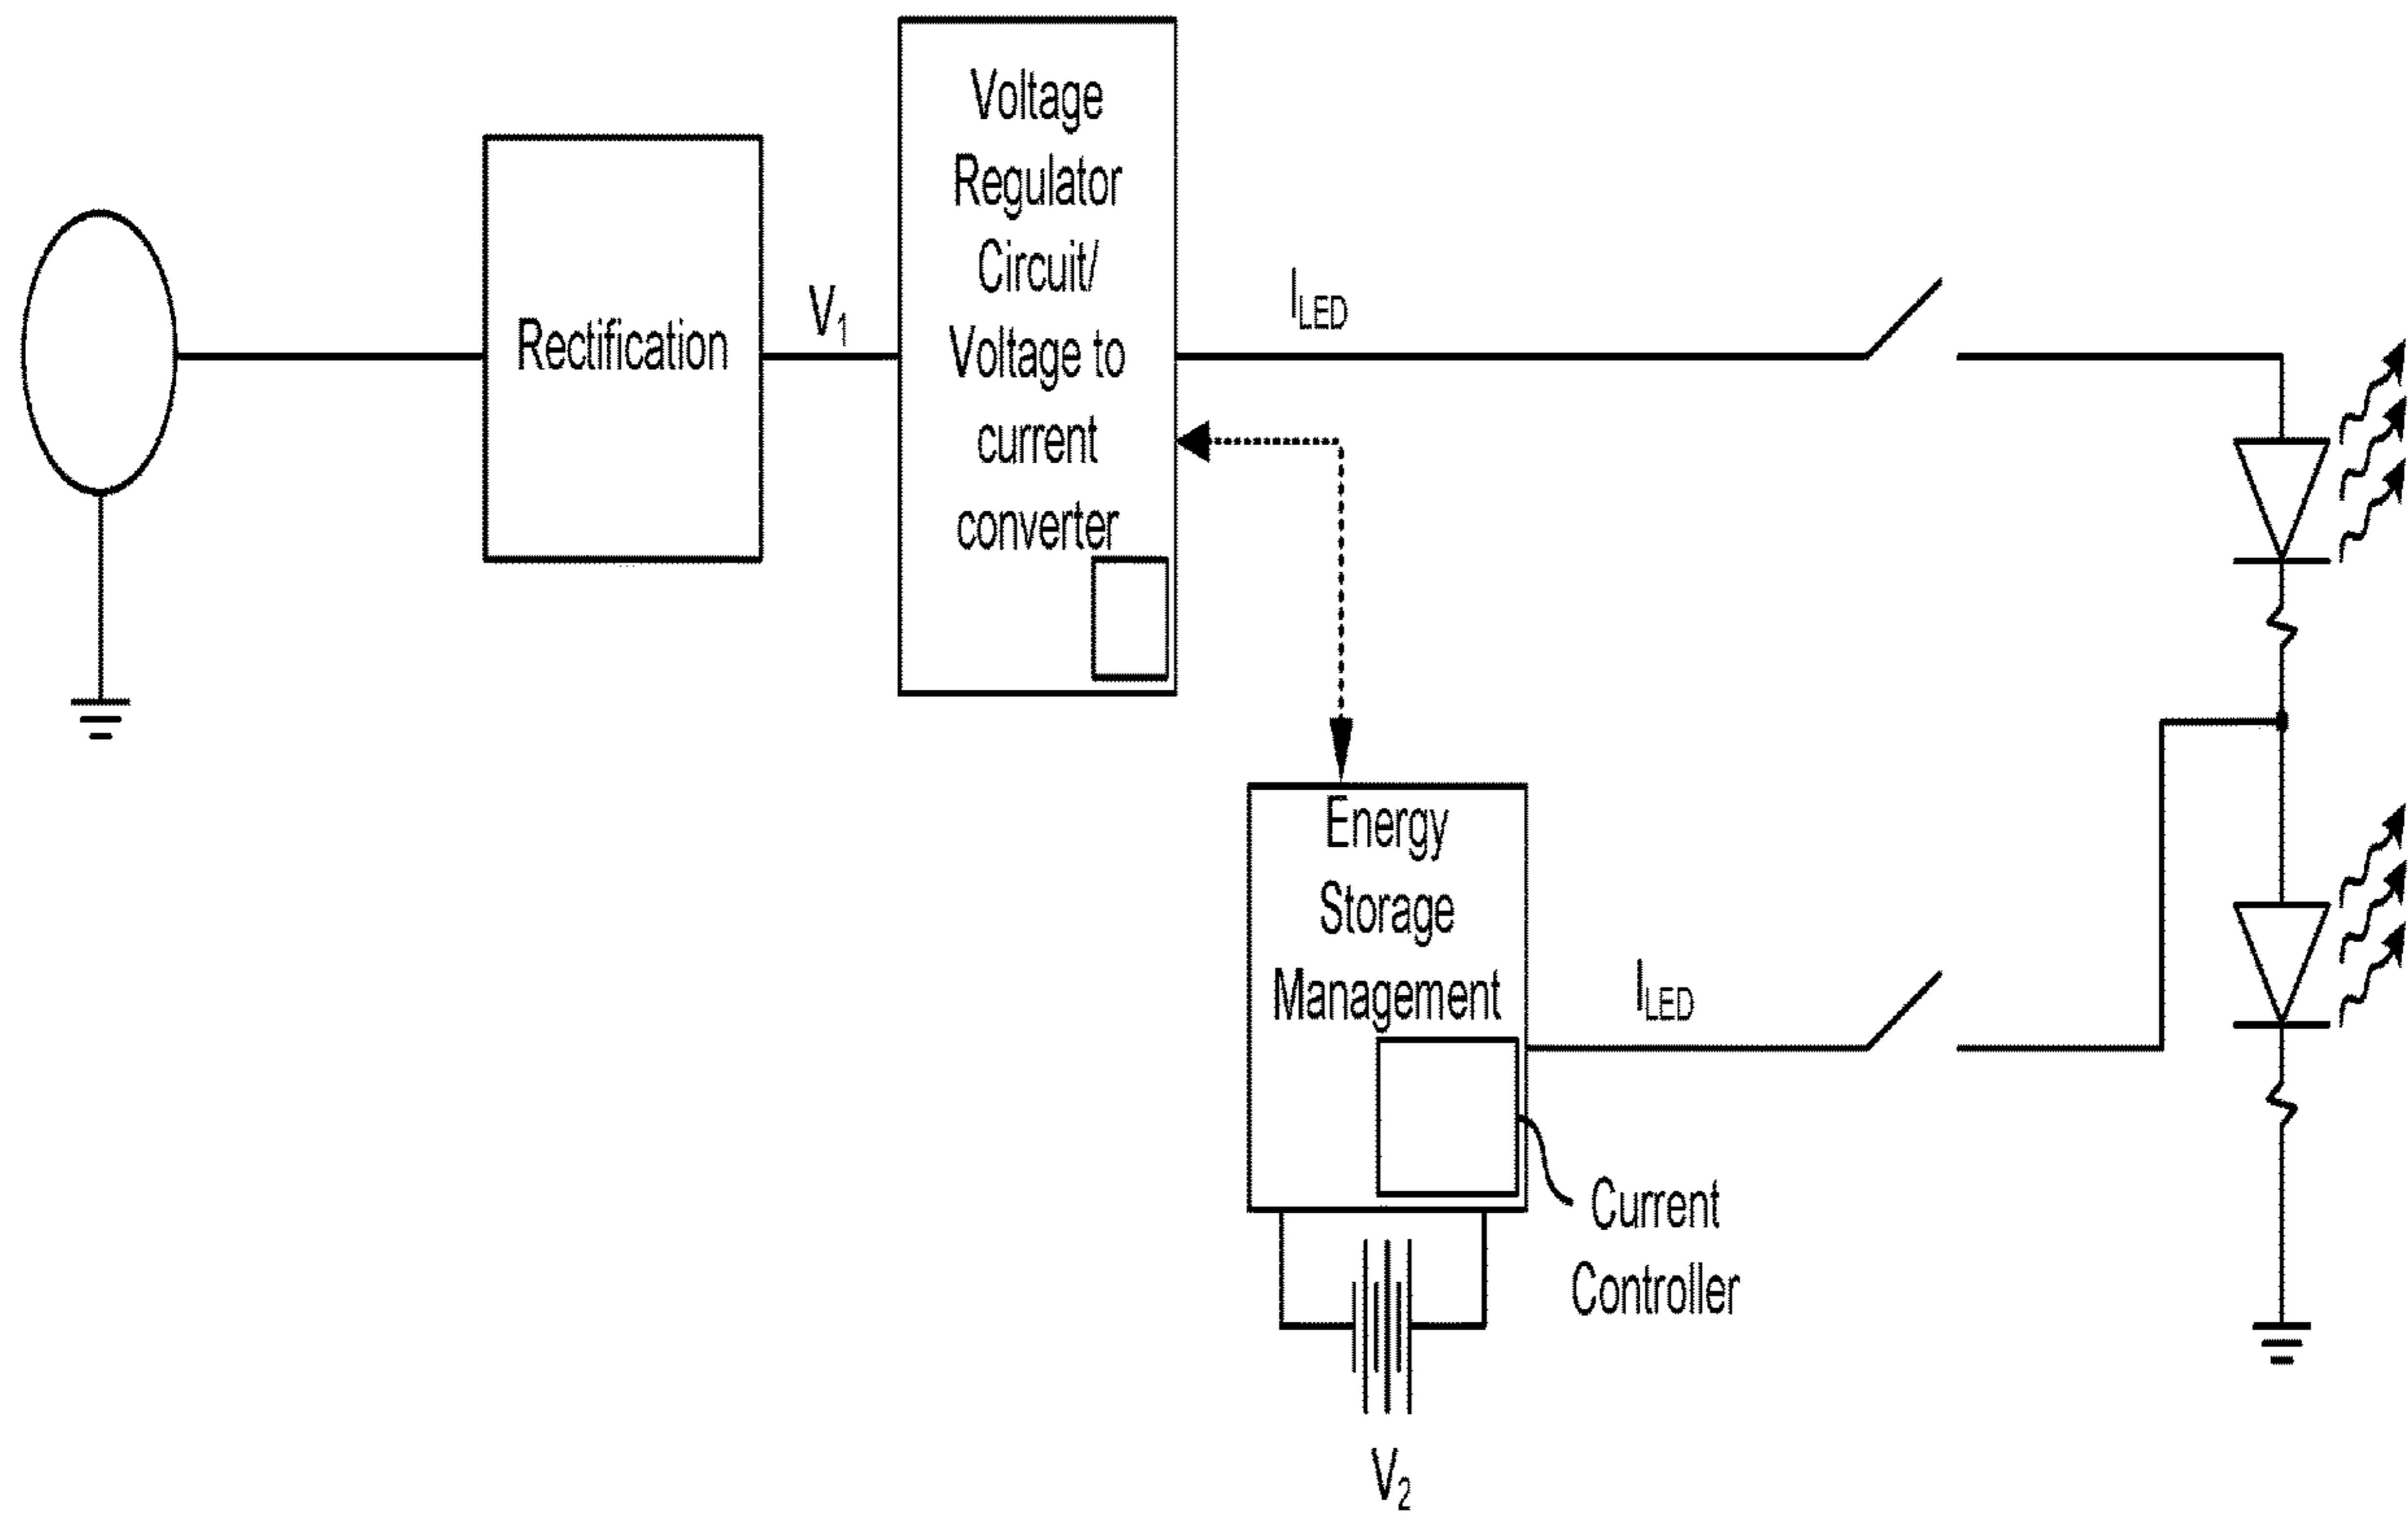 Voltage
Regulator
Circuit/
Voltage to
current
converter
Rectification
V1
ILED
Energy
Storage
Management
ILED
Current
Controller
V2